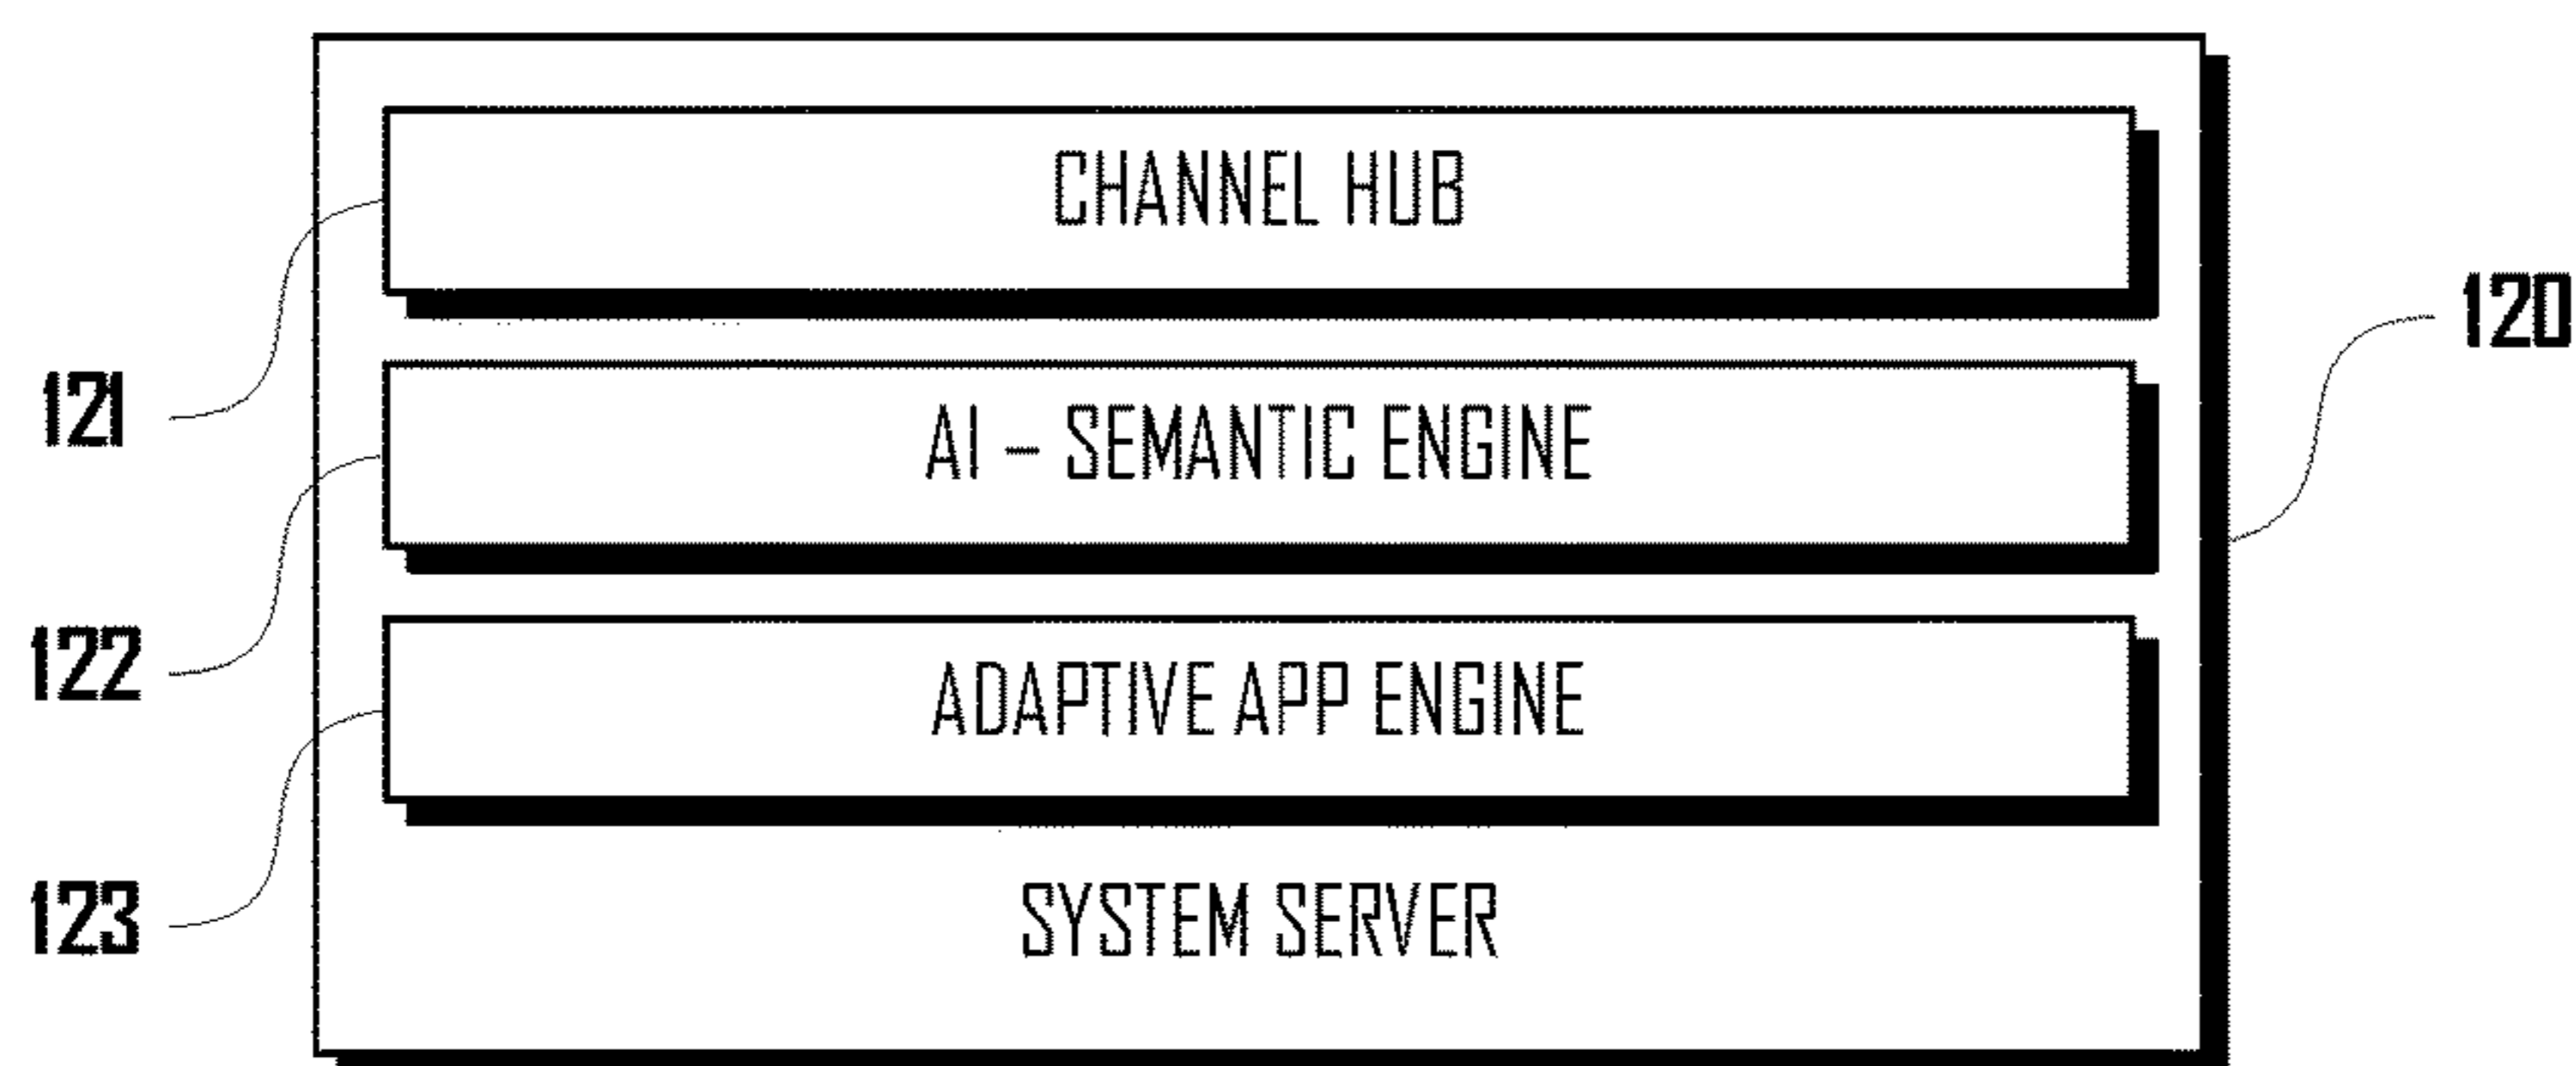 CHANNEL HUB
120
121
AI – SEMANTIC ENGINE
122
ADAPTIVE APP ENGINE
123
SYSTEM SERVER